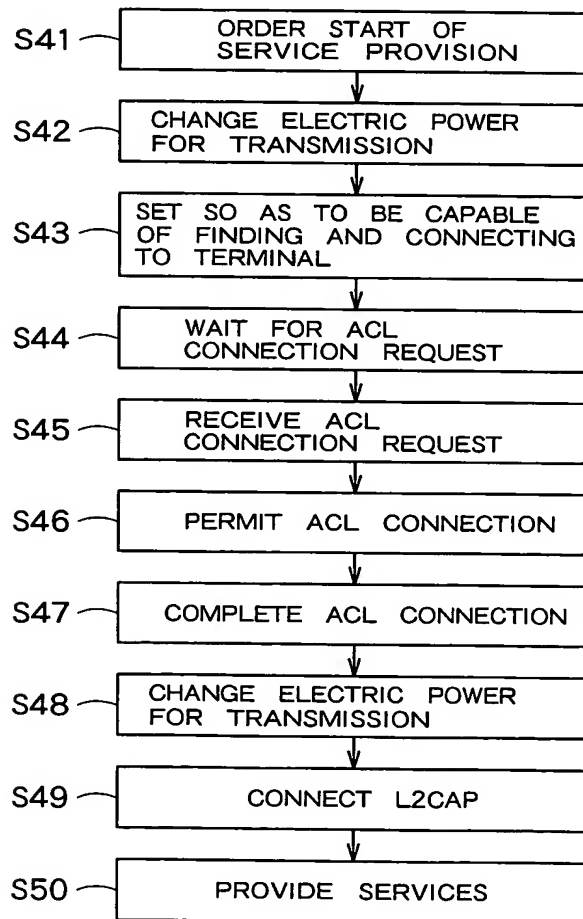 S41
ORDER START OF
SERVICE PROVISION
S42
CHANGE ELECTRIC POWER
FOR TRANSMISSION
S43
SET SO AS TO BE CAPABLE
OF FINDING AND CONNECTING
TO TERMINAL
S44
WAIT FOR ACL
CONNECTION REQUEST
S45
RECEIVE ACL
CONNECTION REQUEST
S46
PERMIT ACL CONNECTION
S47
COMPLETE ACL CONNECTION
S48
CHANGE ELECTRIC POWER
FOR TRANSMISSION
S49
CONNECT L2CAP
S50
PROVIDE SERVICES